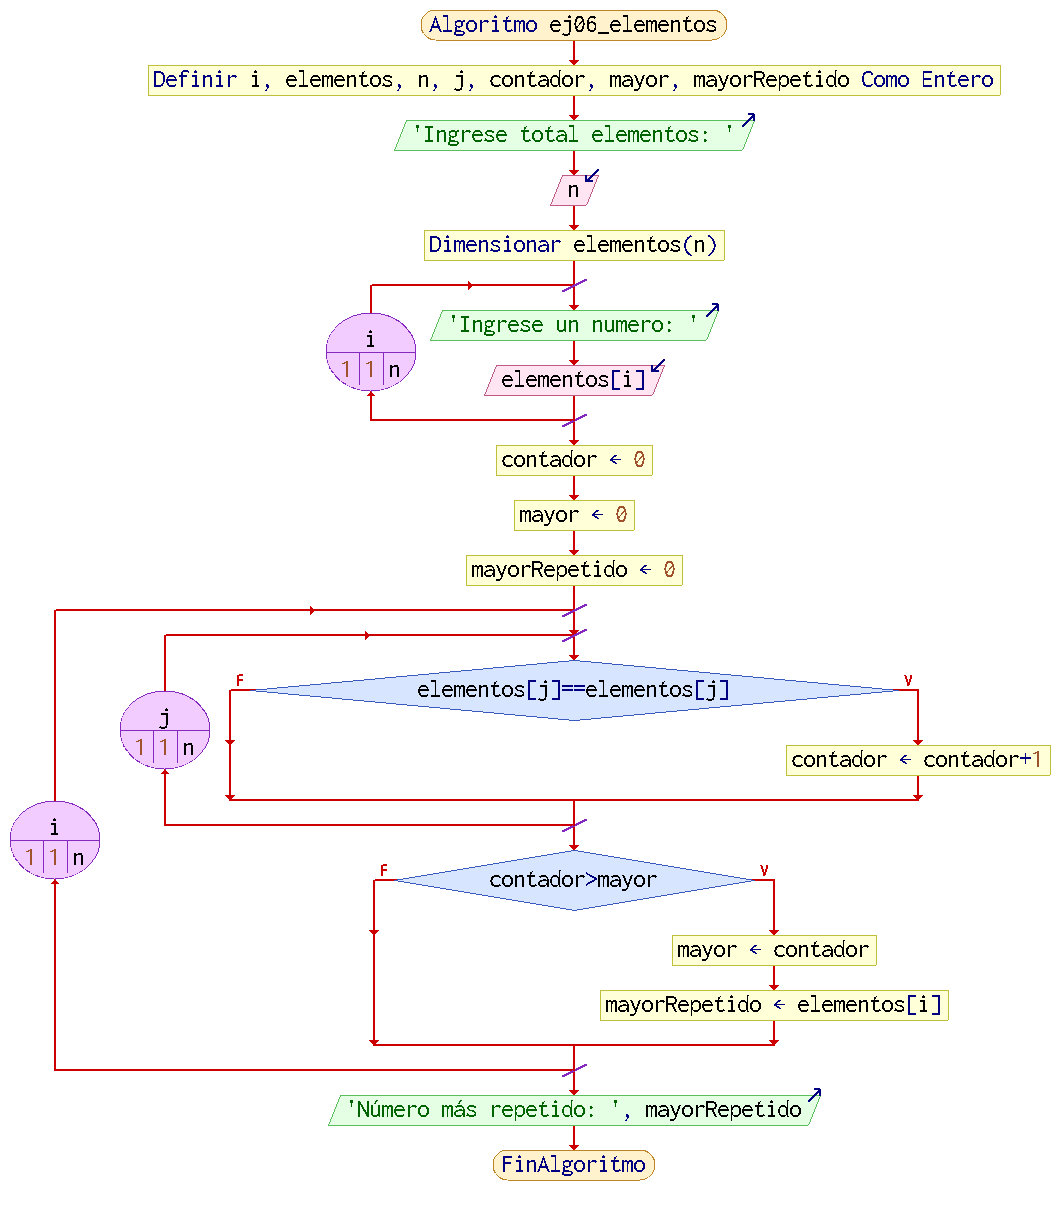 Algoritmo ej06_elementos
Definir i, elementos, n, j, contador, mayor, mayorRepetido Como Entero
'Ingrese total elementos: '
n
Dimensionar elementos(n)
'Ingrese un numero: '
i
1 1 n
elementos[i]
contador ← 0
mayor ← 0
mayorRepetido ← 0
F
V
elementos[j]==elementos[j]
j
1 1 n
contador ← contador+1
i
1 1 n
F
V
contador>mayor
mayor ← contador
mayorRepetido ← elementos[i]
'Número más repetido: ', mayorRepetido
FinAlgoritmo